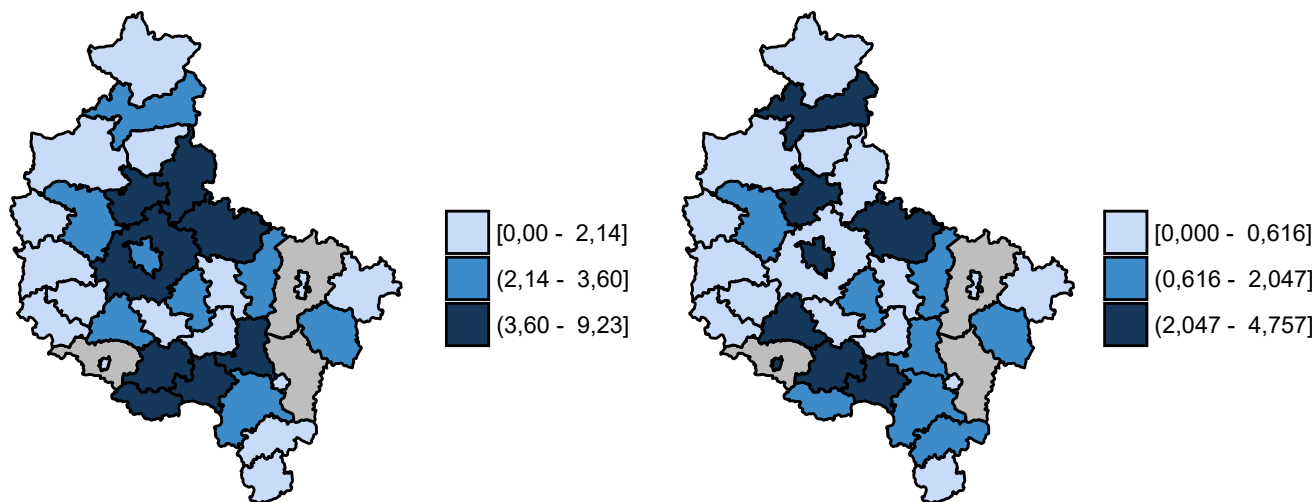 [0,00 - 2,14]
(2,14 - 3,60]
(3,60 - 9,23]
[0,000 - 0,616]
(0,616 - 2,047]
(2,047 - 4,757]